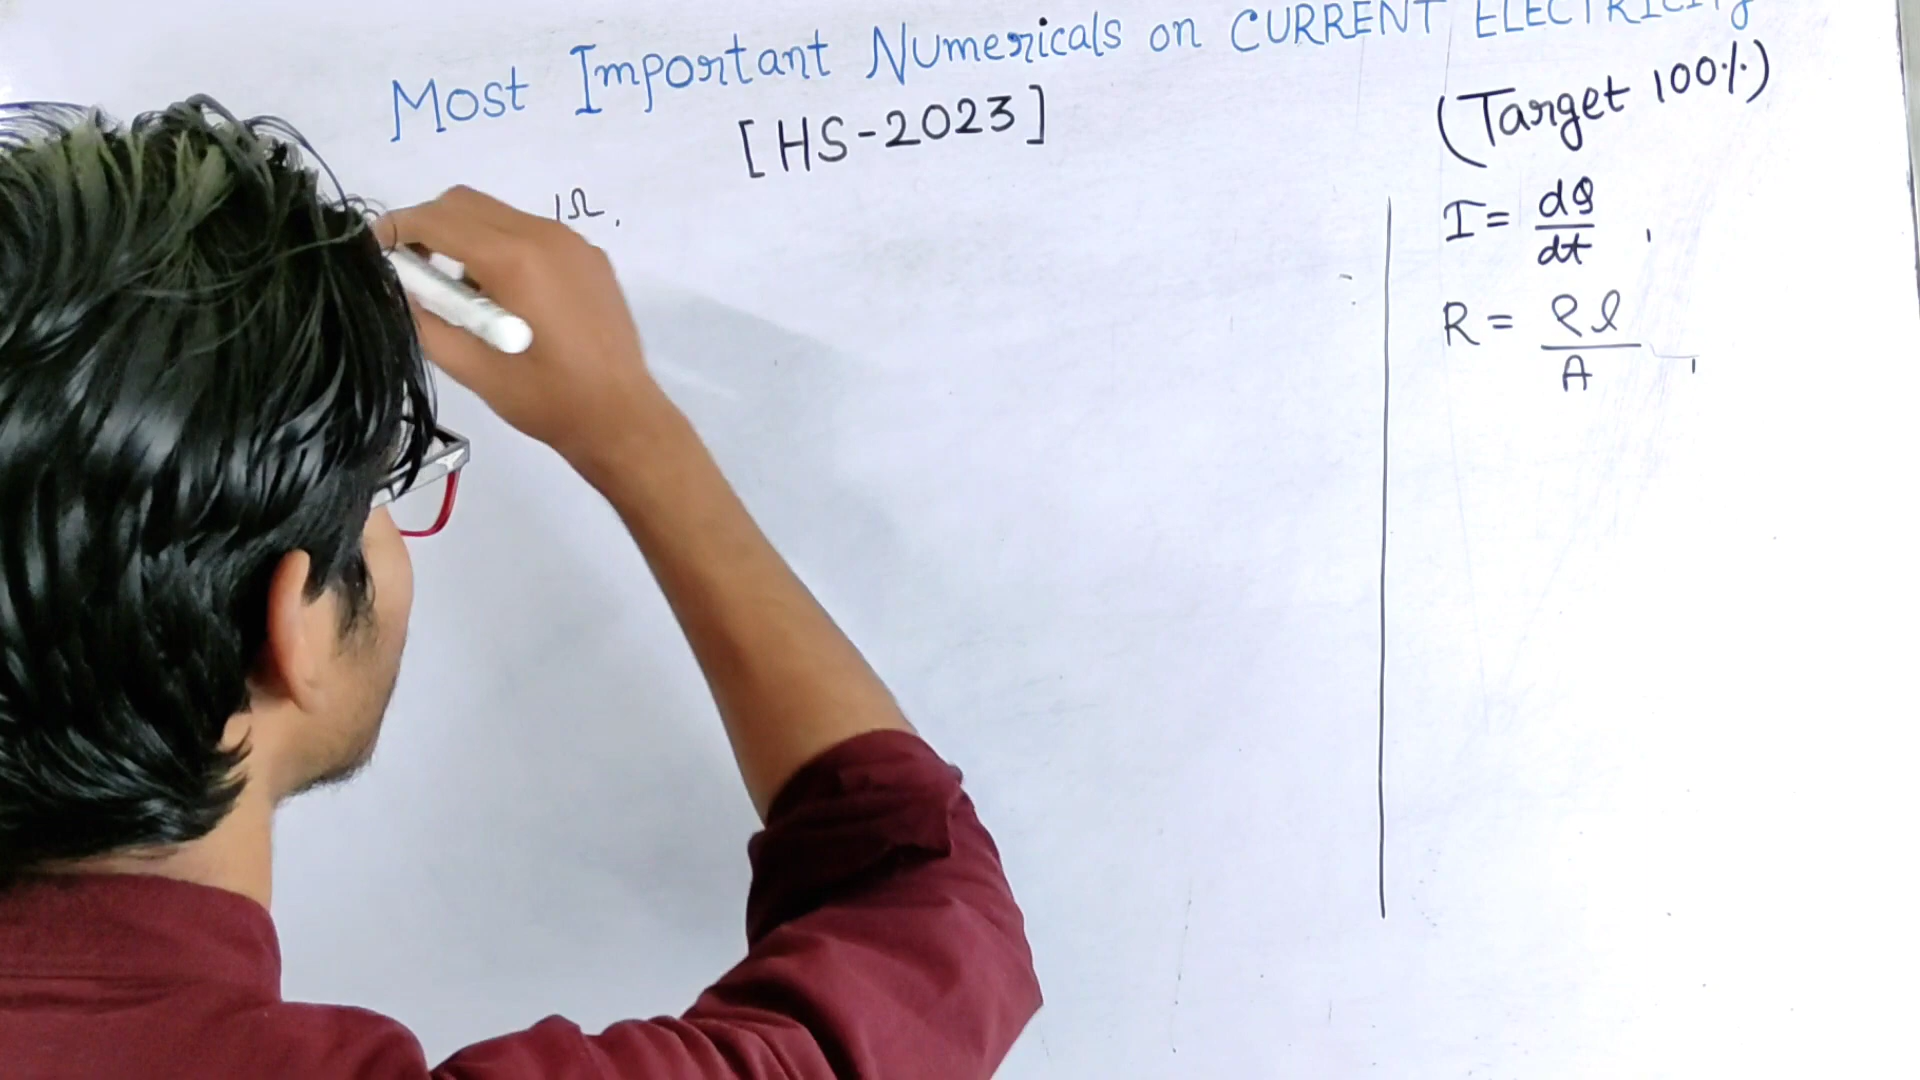 Most Important Numericals on CURRENT ELECTRICITY
[HS-2023]
(Target 100%)
1Ω.
I = dQ/dt ,
R = ρl/A ,